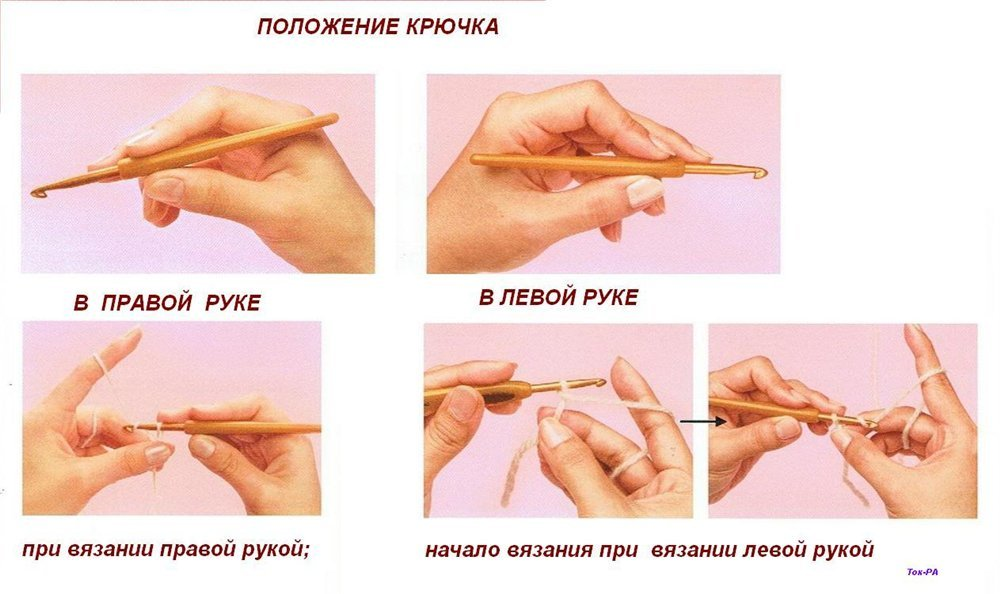 ПОЛОЖЕНИЕ КРЮЧКА
В ПРАВОЙ РУКЕ
В ЛЕВОЙ РУКЕ
при вязании правой рукой;
начало вязания при вязании левой рукой
Ток-РА